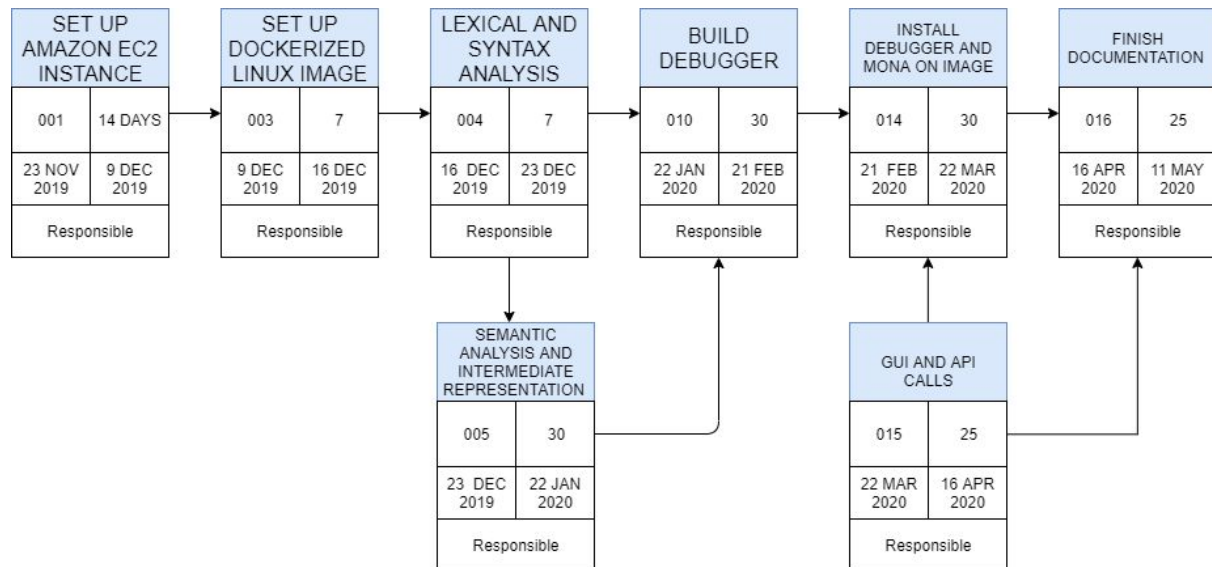 SET UP
AMAZON EC2
INSTANCE
001 14 DAYS
23 NOV 2019 9 DEC 2019
Responsible
SET UP
DOCKERIZED
LINUX IMAGE
003 7
9 DEC 2019 16 DEC 2019
Responsible
LEXICAL AND
SYNTAX
ANALYSIS
004 7
16 DEC 2019 23 DEC 2019
Responsible
BUILD
DEBUGGER
010 30
22 JAN 2020 21 FEB 2020
Responsible
INSTALL
DEBUGGER AND
MONA ON IMAGE
014 30
21 FEB 2020 22 MAR 2020
Responsible
FINISH
DOCUMENTATION
016 25
16 APR 2020 11 MAY 2020
Responsible
SEMANTIC
ANALYSIS AND
INTERMEDIATE
REPRESENTATION
005 30
23 DEC 2019 22 JAN 2020
Responsible
GUI AND API
CALLS
015 25
22 MAR 2020 16 APR 2020
Responsible